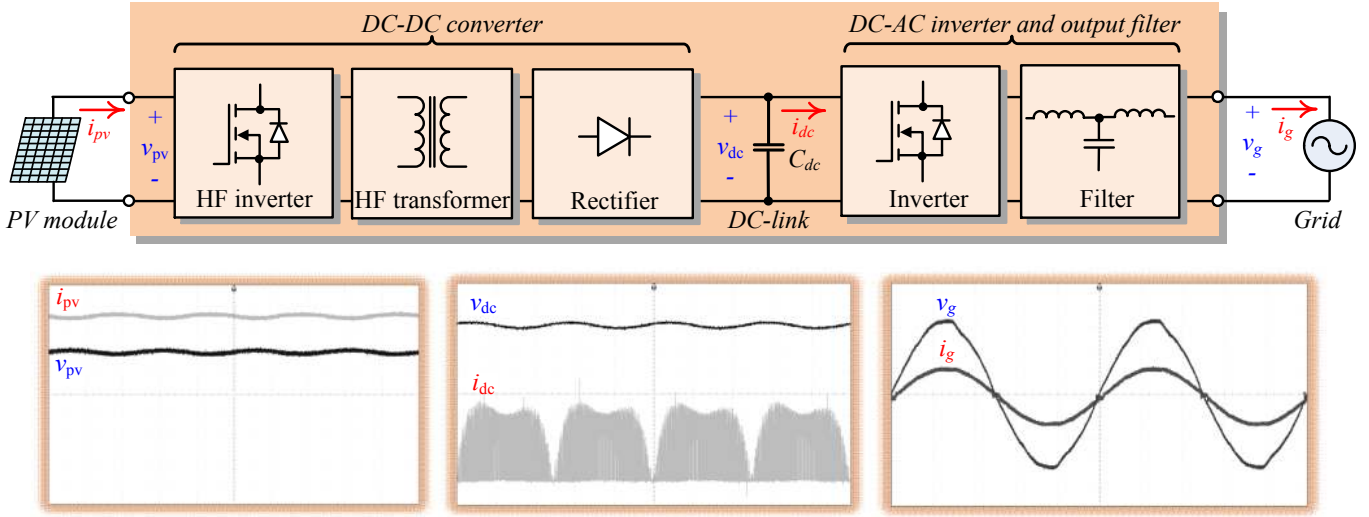 DC-DC converter
DC-AC inverter and output filter
i_pv
+
v_pv
-
PV module
HF inverter
HF transformer
Rectifier
+
v_dc
-
i_dc
C_dc
DC-link
Inverter
Filter
+
v_g
-
i_g
Grid
i_pv
v_pv
v_dc
i_dc
v_g
i_g